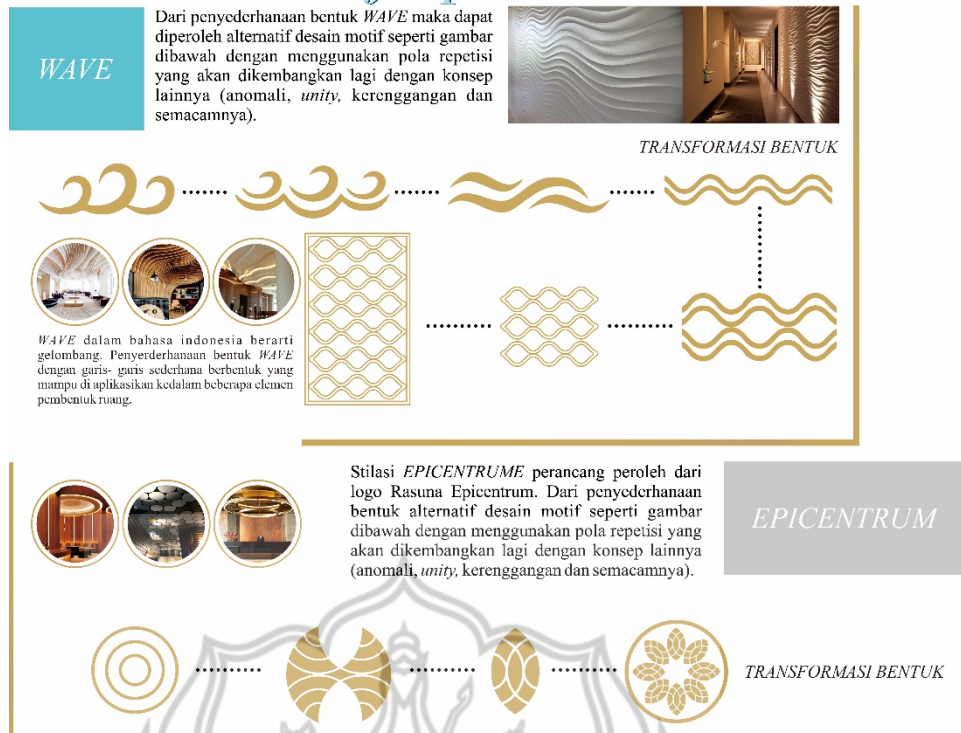 WAVE
Dari penyederhanaan bentuk WAVE maka dapat
diperoleh alternatif desain motif seperti gambar
dibawah dengan menggunakan pola repetisi
yang akan dikembangkan lagi dengan konsep
lainnya (anomali, unity, kerenggangan dan
semacamnya).
TRANSFORMASI BENTUK
WAVE dalam bahasa indonesia berarti
gelombang. Penyerderhanaan bentuk WAVE
dengan garis- garis sederhana berbentuk yang
mampu di aplikasikan kedalam beberapa elemen
pembentuk ruang.
Stilasi EPICENTRUME perancang peroleh dari
logo Rasuna Epicentrum. Dari penyederhanaan
bentuk alternatif desain motif seperti gambar
dibawah dengan menggunakan pola repetisi yang
akan dikembangkan lagi dengan konsep lainnya
(anomali, unity, kerenggangan dan semacamnya).
EPICENTRUM
TRANSFORMASI BENTUK